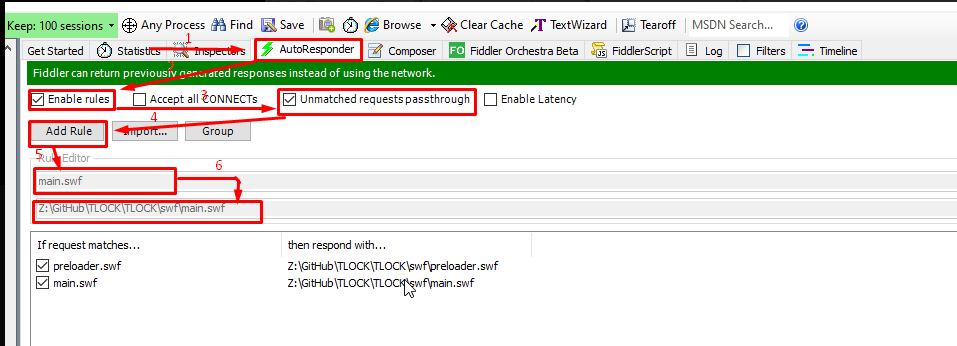 Keep: 100 sessions Any Process Find Save Browse Clear Cache TextWizard Tearoff MSDN Search...
Get Started Statistics 1 Inspectors AutoResponder Composer FO Fiddler Orchestra Beta JS FiddlerScript Log Filters Timeline
2
Fiddler can return previously generated responses instead of using the network.
3
Enable rules Accept all CONNECTs Unmatched requests passthrough Enable Latency
4
Add Rule Import... Group
5 Rule Editor 6
main.swf
Z:\GitHub\TLOCK\TLOCK\swf\main.swf
If request matches... then respond with...
preloader.swf Z:\GitHub\TLOCK\TLOCK\swf\preloader.swf
main.swf Z:\GitHub\TLOCK\TLOCK\swf\main.swf